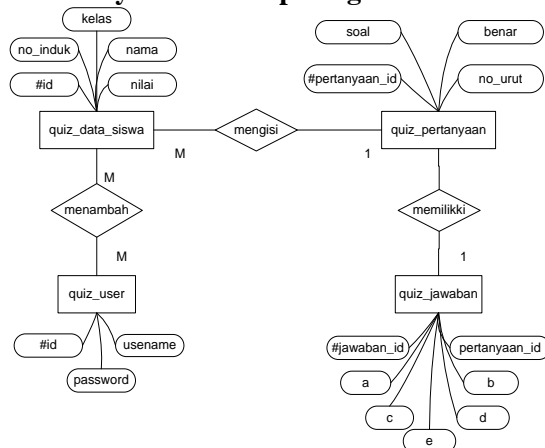 kelas
no_induk
nama
#id
nilai
soal
benar
#pertanyaan_id
no_urut
quiz_data_siswa
mengisi
quiz_pertanyaan
M
1
M
menambah
memilikki
M
1
quiz_user
quiz_jawaban
#id
usename
password
#jawaban_id
pertanyaan_id
a
b
c
d
e